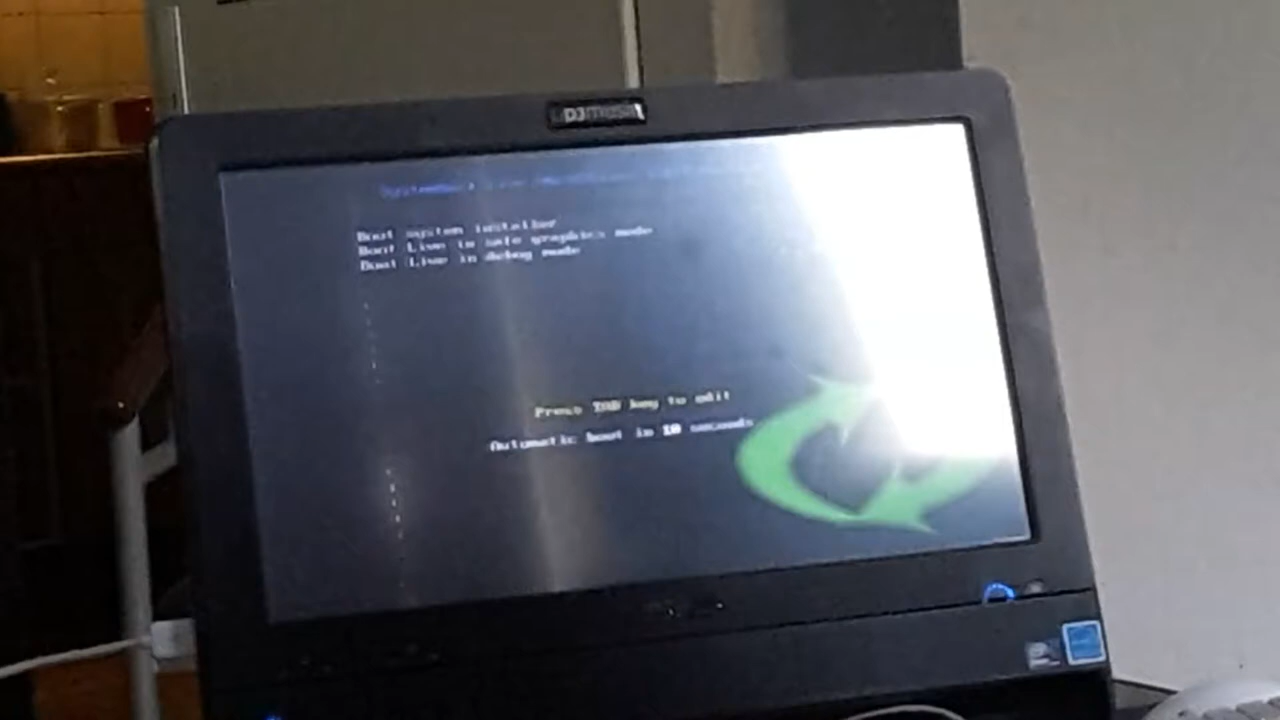 DJmusic
Boot system installer
Boot Live in safe graphics mode
Boot Live in debug mode
Press TAB key to edit
Automatic boot in 10 seconds